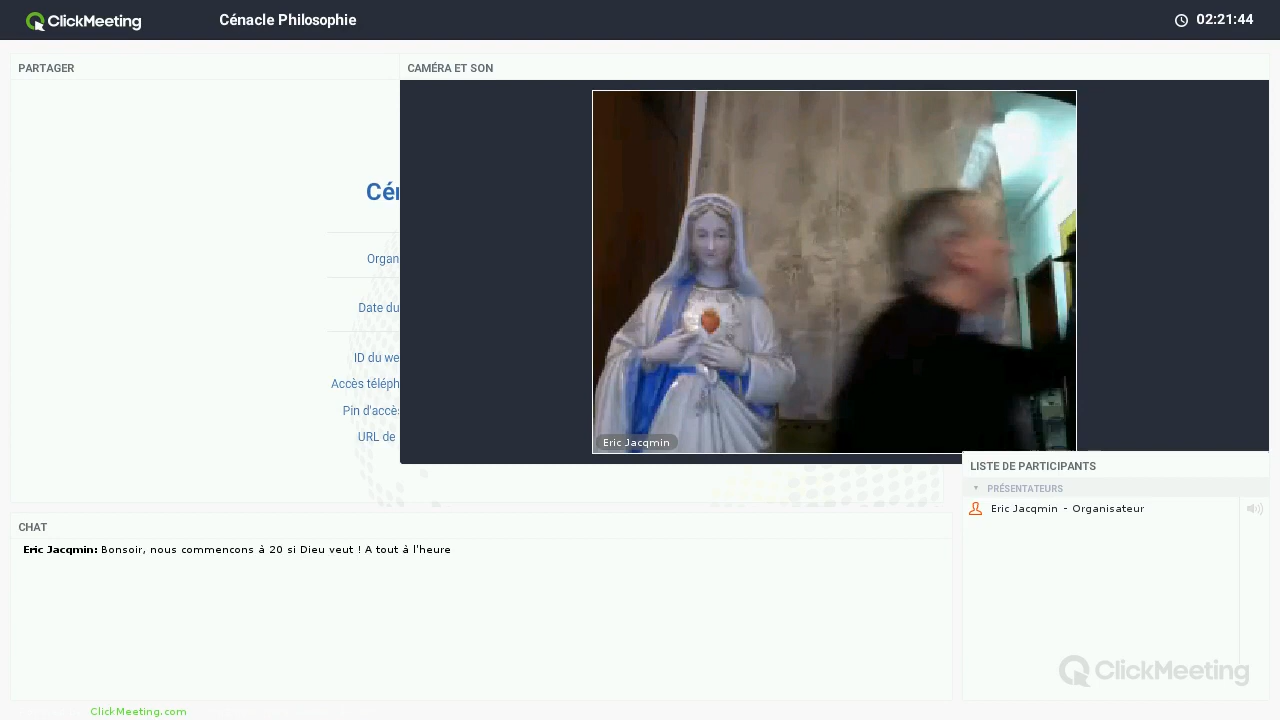 ClickMeeting
Cénacle Philosophie
02:21:44
PARTAGER
CAMÉRA ET SON
Cén
Organ
Date du
ID du we
Accès téléph
Pin d'accès
URL de
Eric Jacqmin
LISTE DE PARTICIPANTS
PRÉSENTATEURS
Eric Jacqmin - Organisateur
CHAT
Eric Jacqmin: Bonsoir, nous commencons à 20 si Dieu veut ! A tout à l'heure
ClickMeeting
ClickMeeting.com